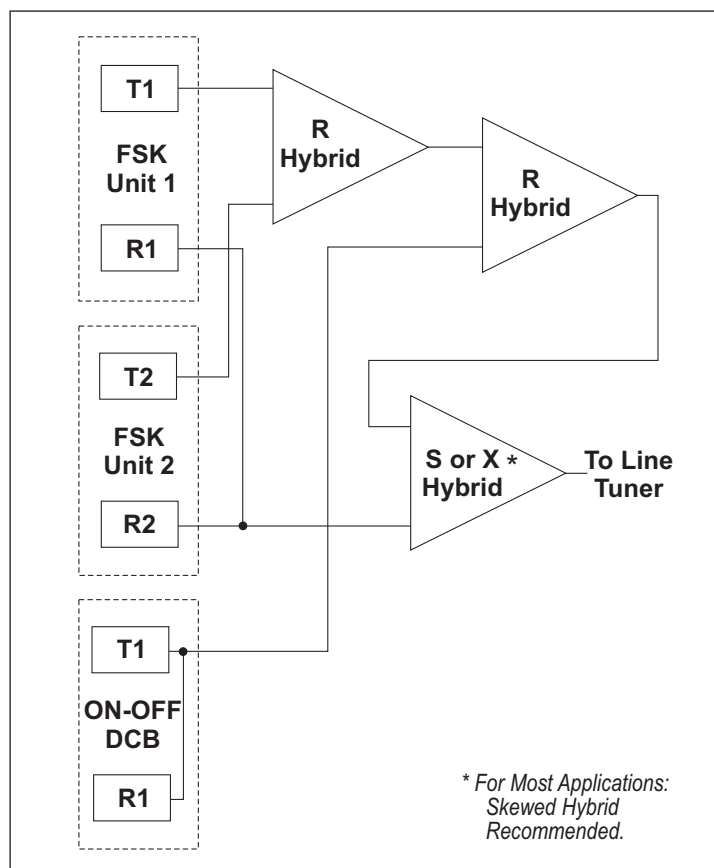 T1
FSK
Unit 1
R1
R
Hybrid
R
Hybrid
T2
FSK
Unit 2
R2
S or X *
Hybrid
To Line
Tuner
T1
ON-OFF
DCB
R1
* For Most Applications:
Skewed Hybrid
Recommended.